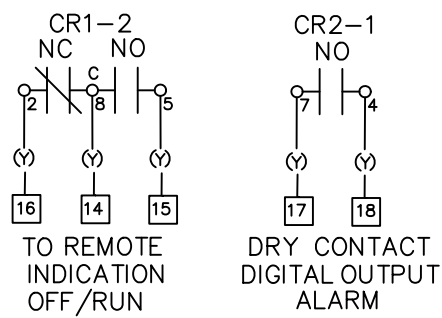 CR1-2
NC NO
C
2 8 5
(Y) (Y) (Y)
16 14 15
TO REMOTE
INDICATION
OFF/RUN
CR2-1
NO
7 4
(Y) (Y)
17 18
DRY CONTACT
DIGITAL OUTPUT
ALARM